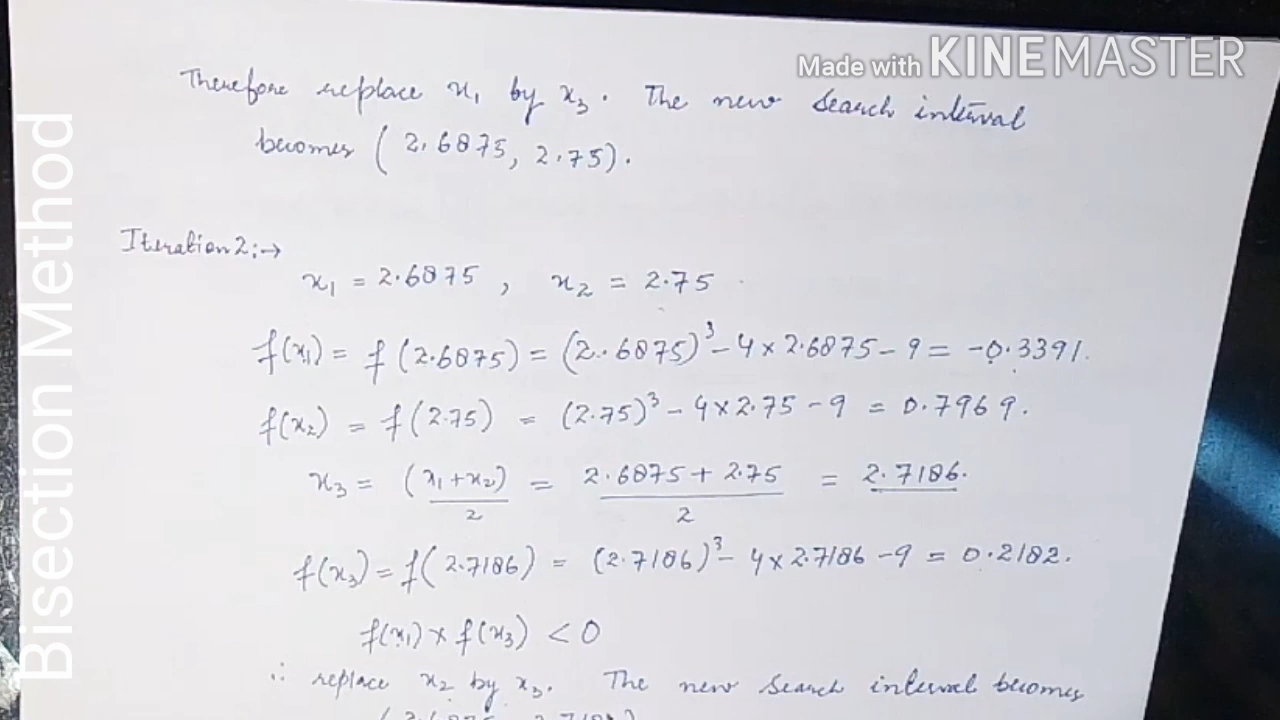 Made with KINEMASTER
Bisection Method
Therefore replace x₁ by x₃. The new search interval
becomes (2.6875, 2.75).
Iteration 2:→
x₁ = 2.6875 , x₂ = 2.75
f(x₁) = f(2.6875) = (2.6875)³ - 4 × 2.6875 - 9 = -0.3391.
f(x₂) = f(2.75) = (2.75)³ - 4 × 2.75 - 9 = 0.7969.
x₃ = (x₁+x₂)/2 = 2.6875 + 2.75/2 = 2.7186.
f(x₃) = f(2.7186) = (2.7186)³ - 4 × 2.7186 - 9 = 0.2182.
f(x₁) × f(x₃) < 0
∴ replace x₂ by x₃. The new search interval becomes